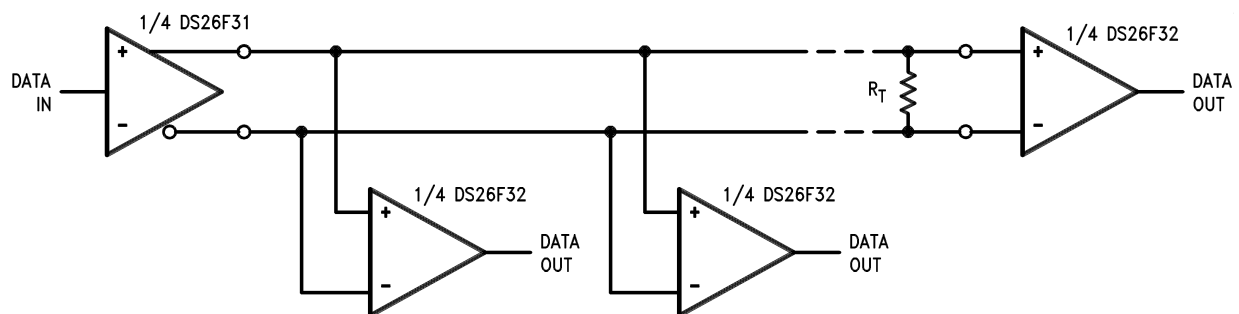 1/4 DS26F31
1/4 DS26F32
+
+
DATA
IN
R_T
DATA
OUT
-
-
1/4 DS26F32
1/4 DS26F32
+
+
DATA
OUT
DATA
OUT
-
-